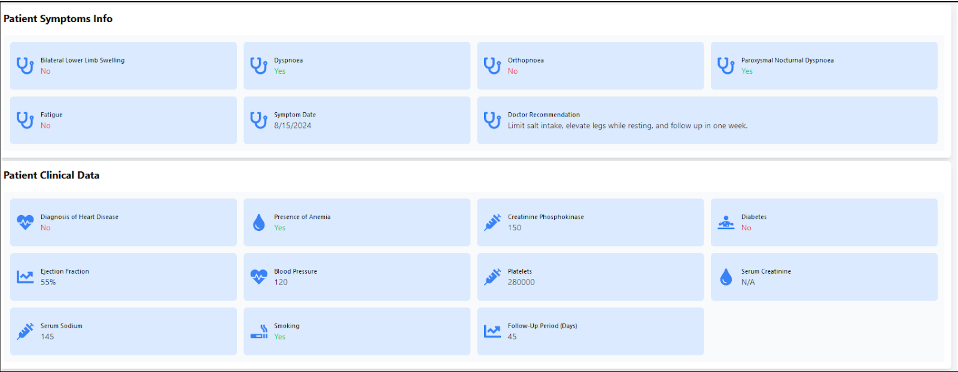 Patient Symptoms Info
Bilateral Lower Limb Swelling
No
Dyspnoea
Yes
Orthopnoea
No
Paroxysmal Nocturnal Dyspnoea
Yes
Fatigue
No
Symptom Date
8/15/2024
Doctor Recommendation
Limit salt intake, elevate legs while resting, and follow up in one week.
Patient Clinical Data
Diagnosis of Heart Disease
No
Presence of Anemia
Yes
Creatinine Phosphokinase
150
Diabetes
No
Ejection Fraction
55%
Blood Pressure
120
Platelets
280000
Serum Creatinine
N/A
Serum Sodium
145
Smoking
Yes
Follow-Up Period (Days)
45